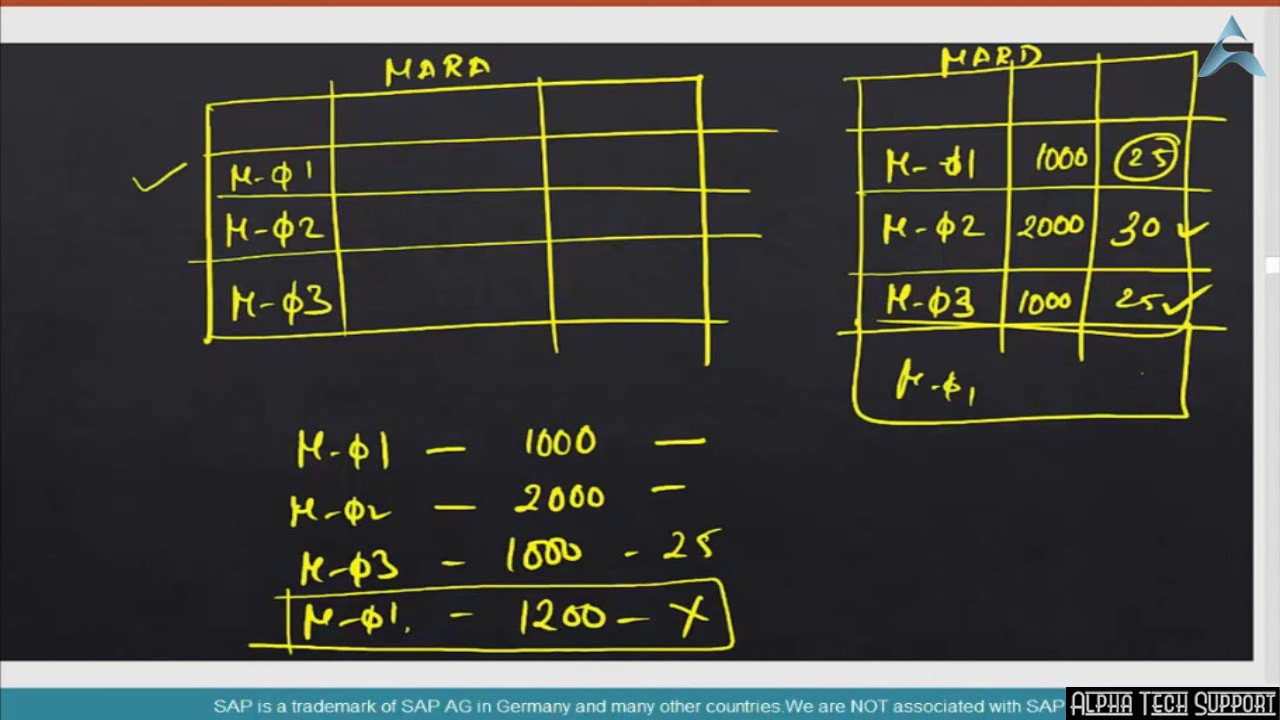 MARA
M-ϕ1
M-ϕ2
M-ϕ3
MARD
M-ϕ1 1000 25
M-ϕ2 2000 30
M-ϕ3 1000 25
M-ϕ1
M-ϕ1 — 1000 —
M-ϕ2 — 2000 —
M-ϕ3 - 1000 - 25
M-ϕ1. - 1200 - X
SAP is a trademark of SAP AG in Germany and many other countries.We are NOT associated with SAP
ALPHA TECH SUPPORT